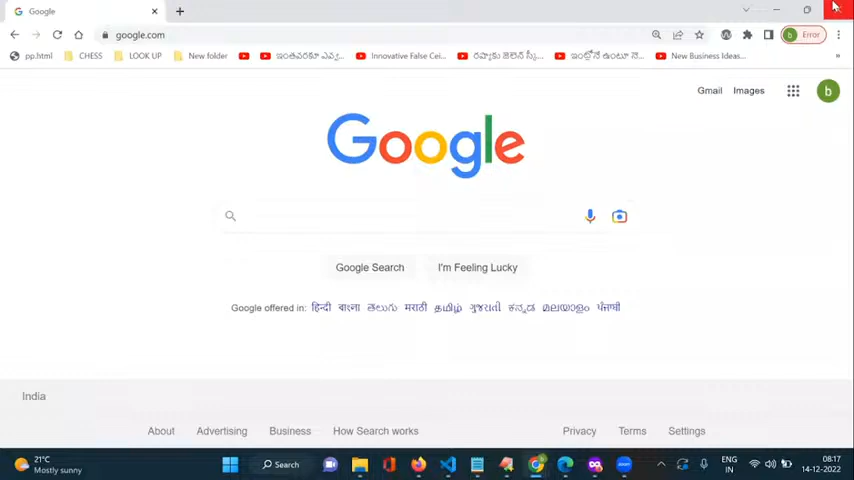 Google
google.com
Error
pp.html CHESS LOOK UP New folder ఇంతవరకూ ఎవ్వ... Innovative False Cei... New Business Ideas...
Gmail Images b
Google
Google Search I'm Feeling Lucky
Google offered in: हिन्दी বাংলা తెలుగు मराठी தமிழ் ગુજરાતી ಕನ್ನಡ മലയാളം ਪੰਜਾਬੀ
India
About Advertising Business How Search works Privacy Terms Settings
21°C
Mostly sunny
Search
ENG
IN
08:17
14-12-2022